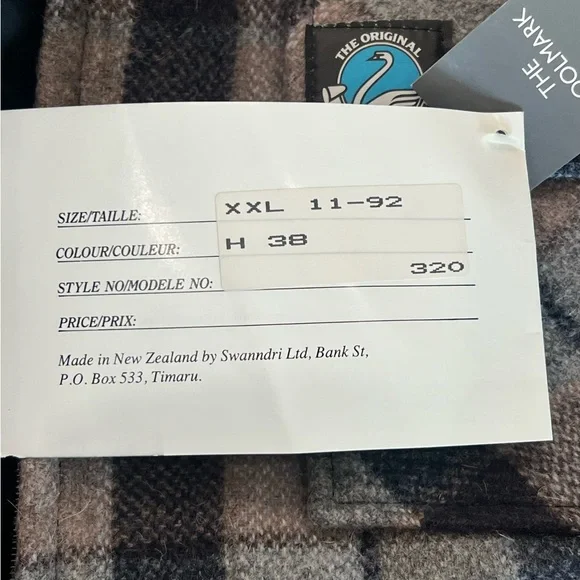 THE ORIGINAL
THE
OOLMARK
SIZE/TAILLE: XXL 11-92
COLOUR/COULEUR: H 38
STYLE NO/MODELE NO: 320
PRICE/PRIX:
Made in New Zealand by Swanndri Ltd, Bank St,
P.O. Box 533, Timaru.